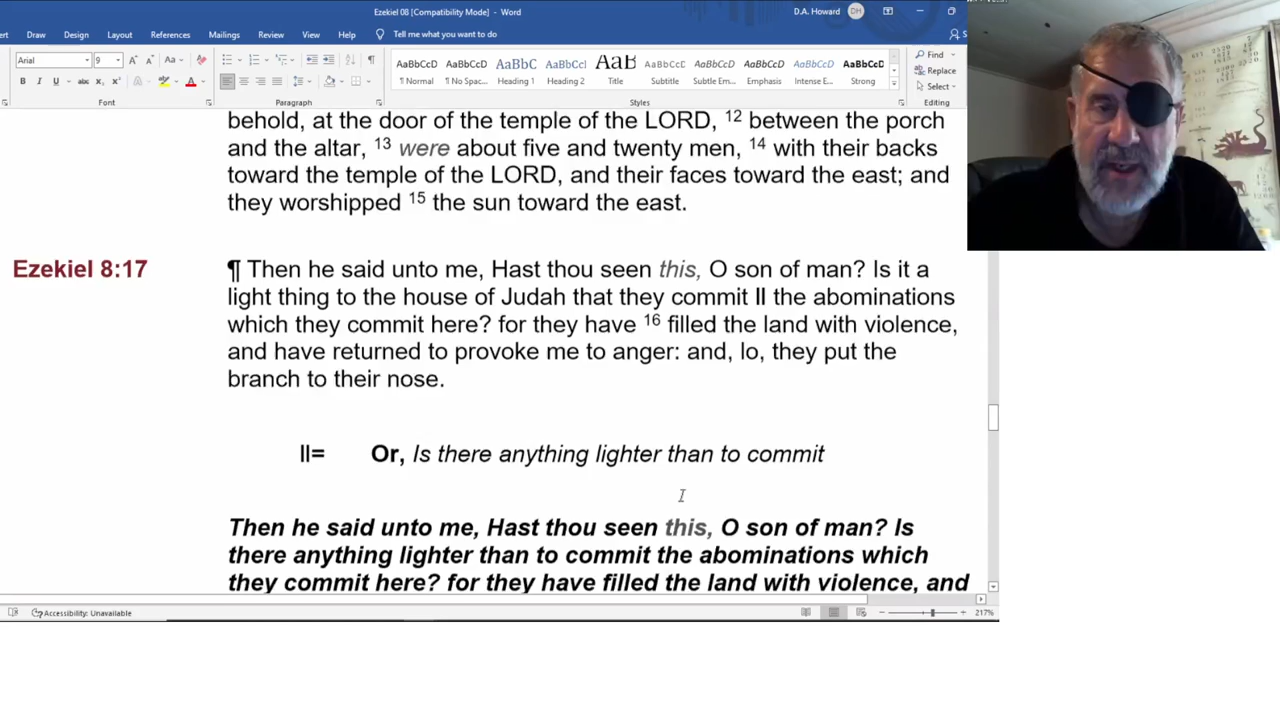 Ezekiel 08 [Compatibility Mode] - Word
D.A. Howard DH
ert Draw Design Layout References Mailings Review View Help Tell me what you want to do S
Arial 9 Aa
Find
Replace
Select
AaBbCcD AaBbCcD AaBbC AaBbCcl AaB AaBbCcD AaBbCcD AaBbCcD AaBbCcD AaBbCcD
¶ Normal ¶ No Spac... Heading 1 Heading 2 Title Subtitle Subtle Em... Emphasis Intense E... Strong
Font Paragraph Styles Editing
behold, at the door of the temple of the LORD, 12 between the porch
and the altar, 13 were about five and twenty men, 14 with their backs
toward the temple of the LORD, and their faces toward the east; and
they worshipped 15 the sun toward the east.
Ezekiel 8:17 ¶ Then he said unto me, Hast thou seen this, O son of man? Is it a
light thing to the house of Judah that they commit ll the abominations
which they commit here? for they have 16 filled the land with violence,
and have returned to provoke me to anger: and, lo, they put the
branch to their nose.
ll= Or, Is there anything lighter than to commit
Then he said unto me, Hast thou seen this, O son of man? Is
there anything lighter than to commit the abominations which
they commit here? for they have filled the land with violence, and
Accessibility: Unavailable 217%